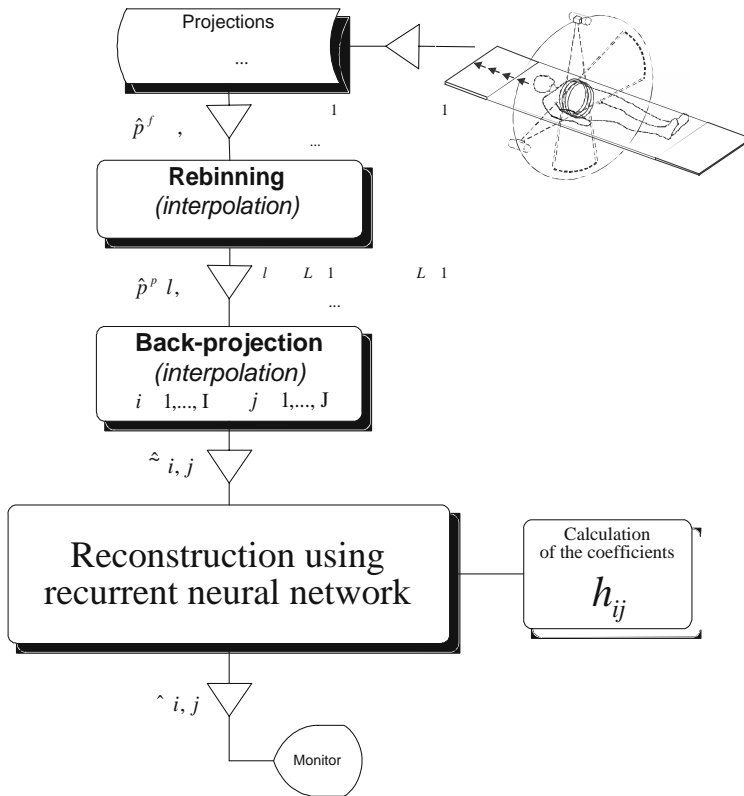 Projections
...
1 1
p̂ f ,
...
Rebinning
(interpolation)
l L 1 L 1
p̂ p l,
...
Back-projection
(interpolation)
i 1,..., I j 1,..., J
˜̂ i, j
Reconstruction using
recurrent neural network
Calculation
of the coefficients
h ij
ˆ i, j
Monitor